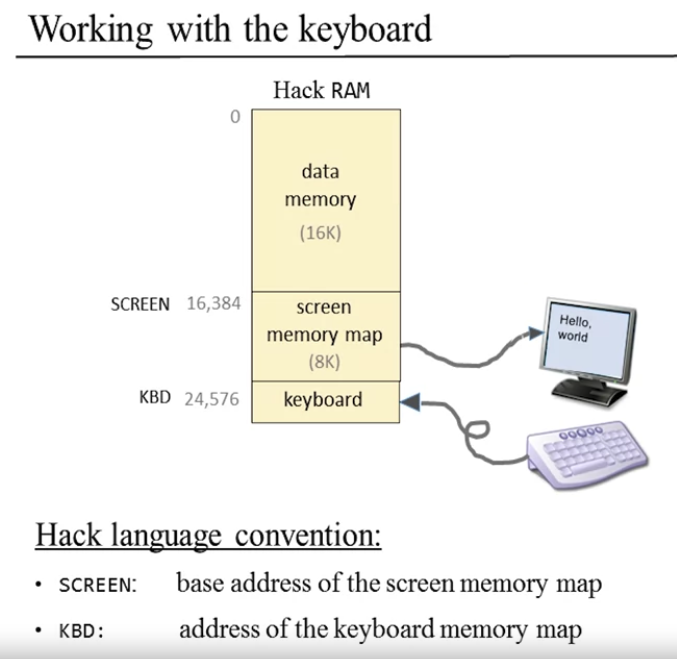 Working with the keyboard
Hack RAM
0
data
memory
(16K)
SCREEN 16,384
screen
memory map
(8K)
Hello,
world
KBD 24,576
keyboard
Hack language convention:
• SCREEN: base address of the screen memory map
• KBD: address of the keyboard memory map